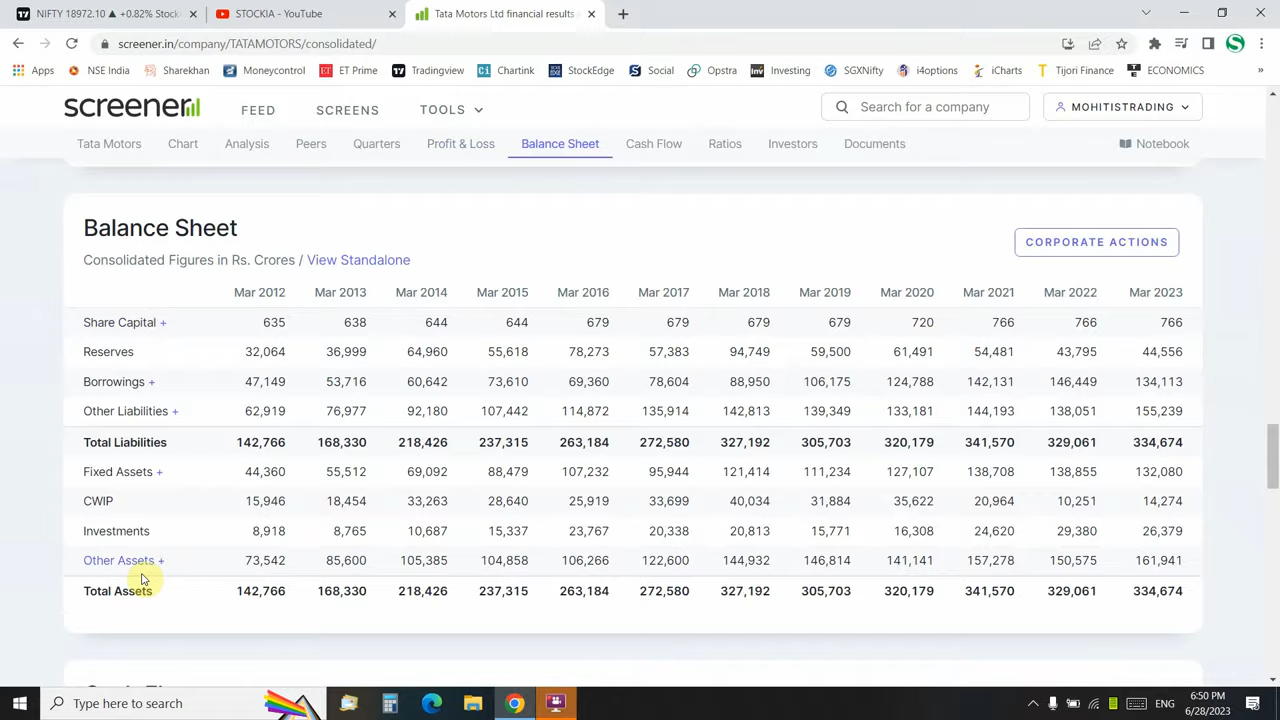 NIFTY 18972.10 ▲ +0.82% Stock
STOCKIA - YouTube
Tata Motors Ltd financial results
screener.in/company/TATAMOTORS/consolidated/
Apps NSE India Sharekhan Moneycontrol ET Prime Tradingview Chartink StockEdge Social Opstra Investing SGXNifty i4options iCharts Tijori Finance ECONOMICS »
screener FEED SCREENS TOOLS Search for a company MOHITISTRADING
Tata Motors Chart Analysis Peers Quarters Profit & Loss Balance Sheet Cash Flow Ratios Investors Documents Notebook
Balance Sheet
CORPORATE ACTIONS
Consolidated Figures in Rs. Crores / View Standalone
Mar 2012 Mar 2013 Mar 2014 Mar 2015 Mar 2016 Mar 2017 Mar 2018 Mar 2019 Mar 2020 Mar 2021 Mar 2022 Mar 2023
Share Capital + 635 638 644 644 679 679 679 679 720 766 766 766
Reserves 32,064 36,999 64,960 55,618 78,273 57,383 94,749 59,500 61,491 54,481 43,795 44,556
Borrowings + 47,149 53,716 60,642 73,610 69,360 78,604 88,950 106,175 124,788 142,131 146,449 134,113
Other Liabilities + 62,919 76,977 92,180 107,442 114,872 135,914 142,813 139,349 133,181 144,193 138,051 155,239
Total Liabilities 142,766 168,330 218,426 237,315 263,184 272,580 327,192 305,703 320,179 341,570 329,061 334,674
Fixed Assets + 44,360 55,512 69,092 88,479 107,232 95,944 121,414 111,234 127,107 138,708 138,855 132,080
CWIP 15,946 18,454 33,263 28,640 25,919 33,699 40,034 31,884 35,622 20,964 10,251 14,274
Investments 8,918 8,765 10,687 15,337 23,767 20,338 20,813 15,771 16,308 24,620 29,380 26,379
Other Assets + 73,542 85,600 105,385 104,858 106,266 122,600 144,932 146,814 141,141 157,278 150,575 161,941
Total Assets 142,766 168,330 218,426 237,315 263,184 272,580 327,192 305,703 320,179 341,570 329,061 334,674
Type here to search
ENG
6:50 PM
6/28/2023